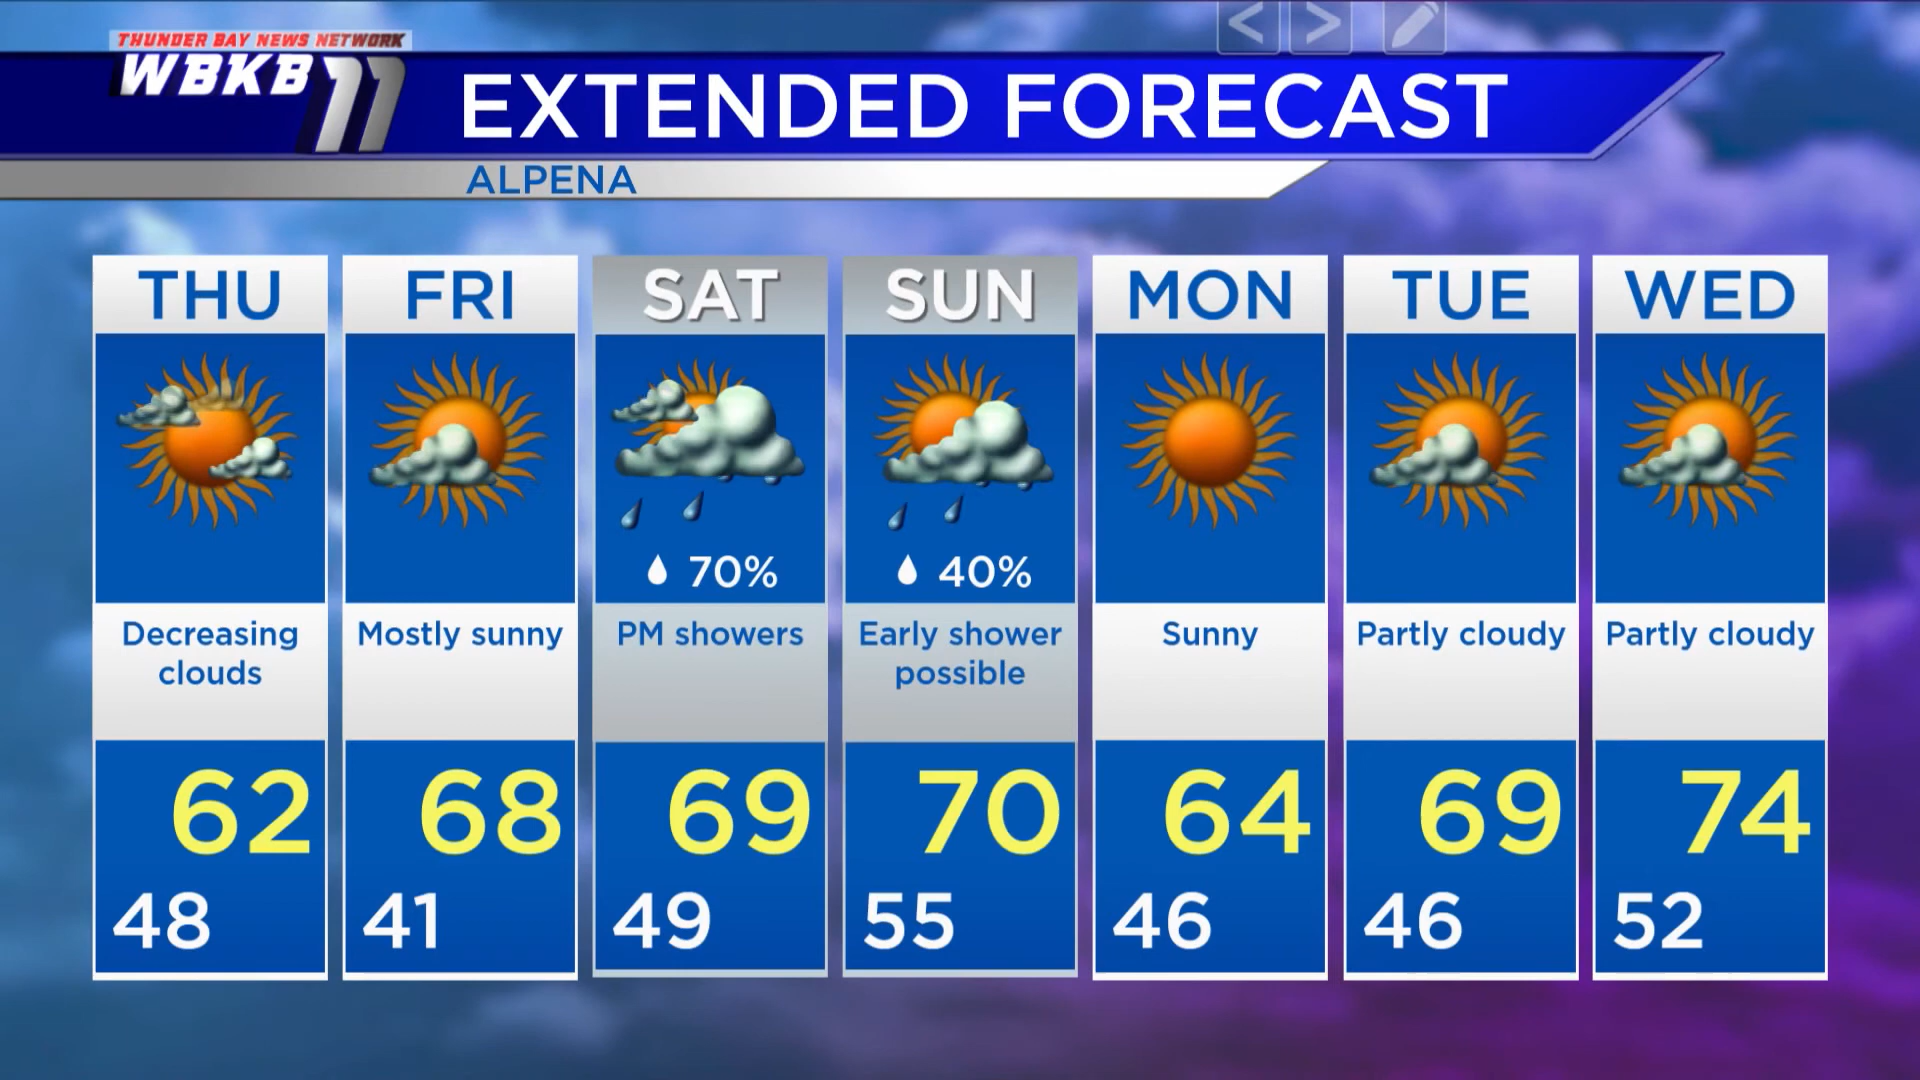 THUNDER BAY NEWS NETWORK
WBKB 11
EXTENDED FORECAST
ALPENA
THU
Decreasing
clouds
62
48
FRI
Mostly sunny
68
41
SAT
70%
PM showers
69
49
SUN
40%
Early shower
possible
70
55
MON
Sunny
64
46
TUE
Partly cloudy
69
46
WED
Partly cloudy
74
52